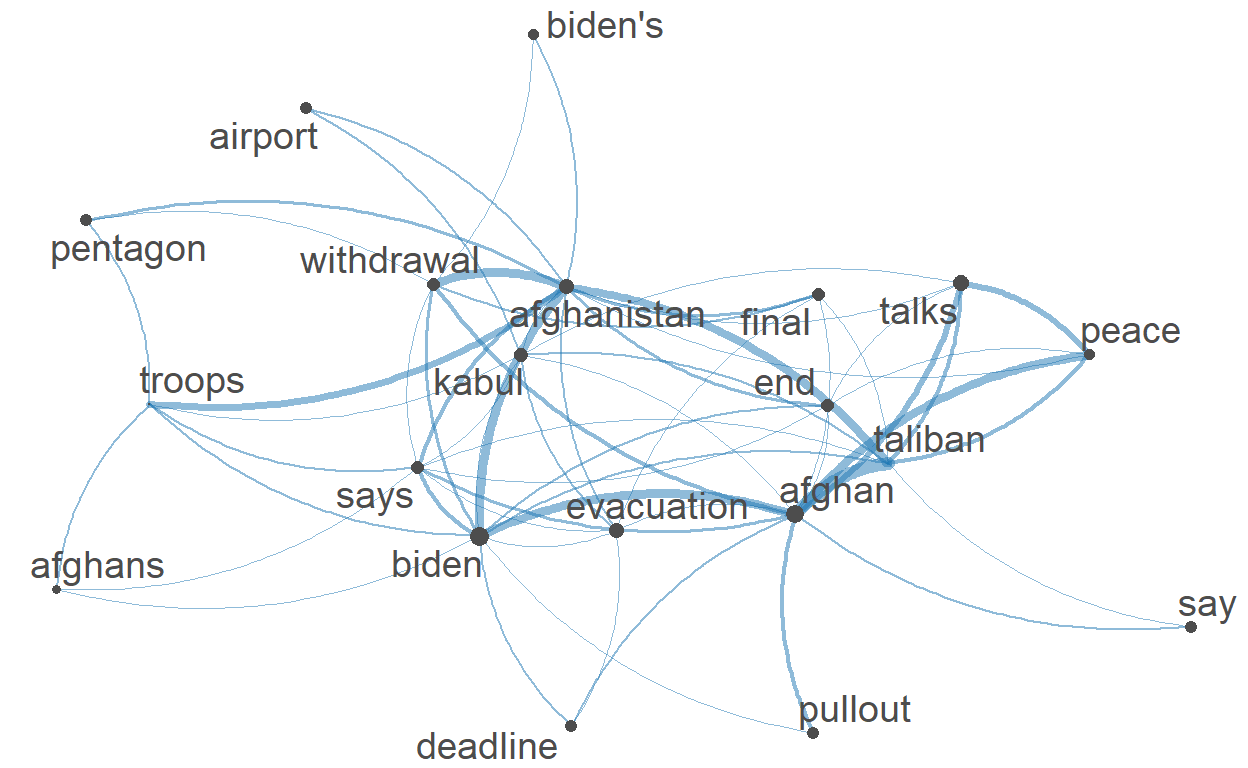 biden's
airport
pentagon
withdrawal
afghanistan
final
talks
peace
troops
kabul
end
taliban
says
evacuation
afghan
biden
afghans
say
pullout
deadline